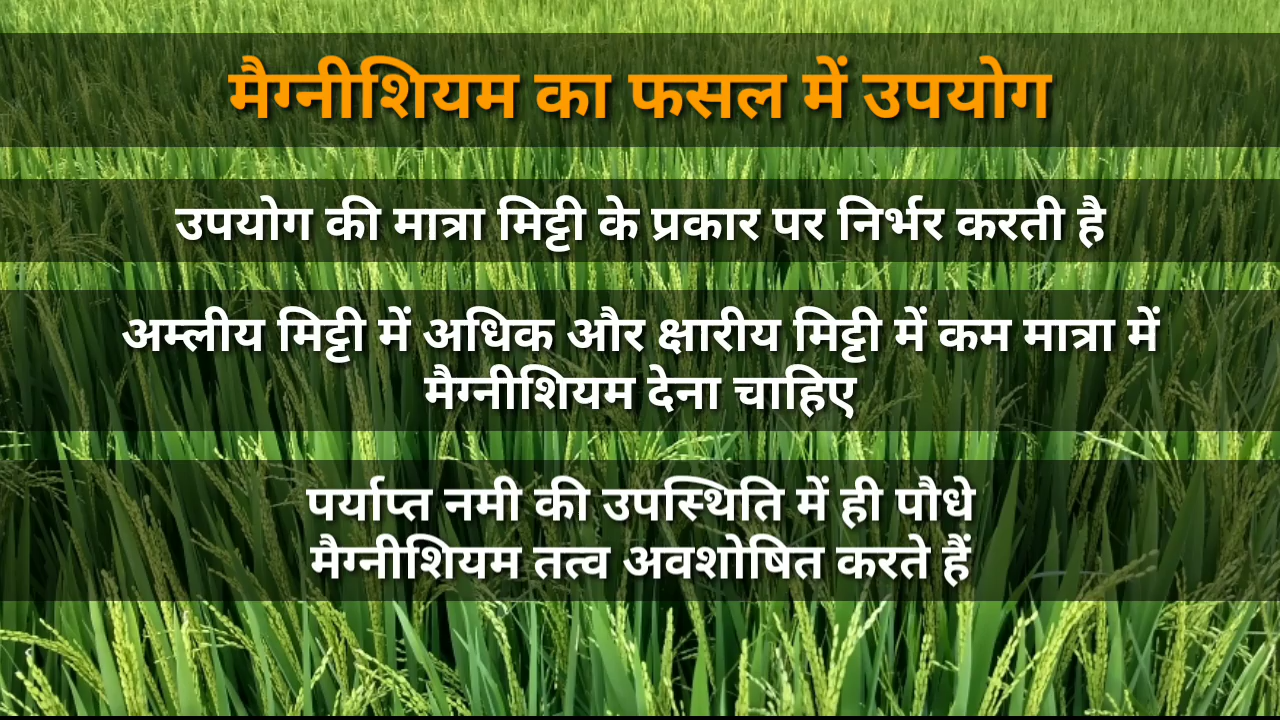 मैग्नीशियम का फसल में उपयोग
उपयोग की मात्रा मिट्टी के प्रकार पर निर्भर करती है
अम्लीय मिट्टी में अधिक और क्षारीय मिट्टी में कम मात्रा में
मैग्नीशियम देना चाहिए
पर्याप्त नमी की उपस्थिति में ही पौधे
मैग्नीशियम तत्व अवशोषित करते हैं